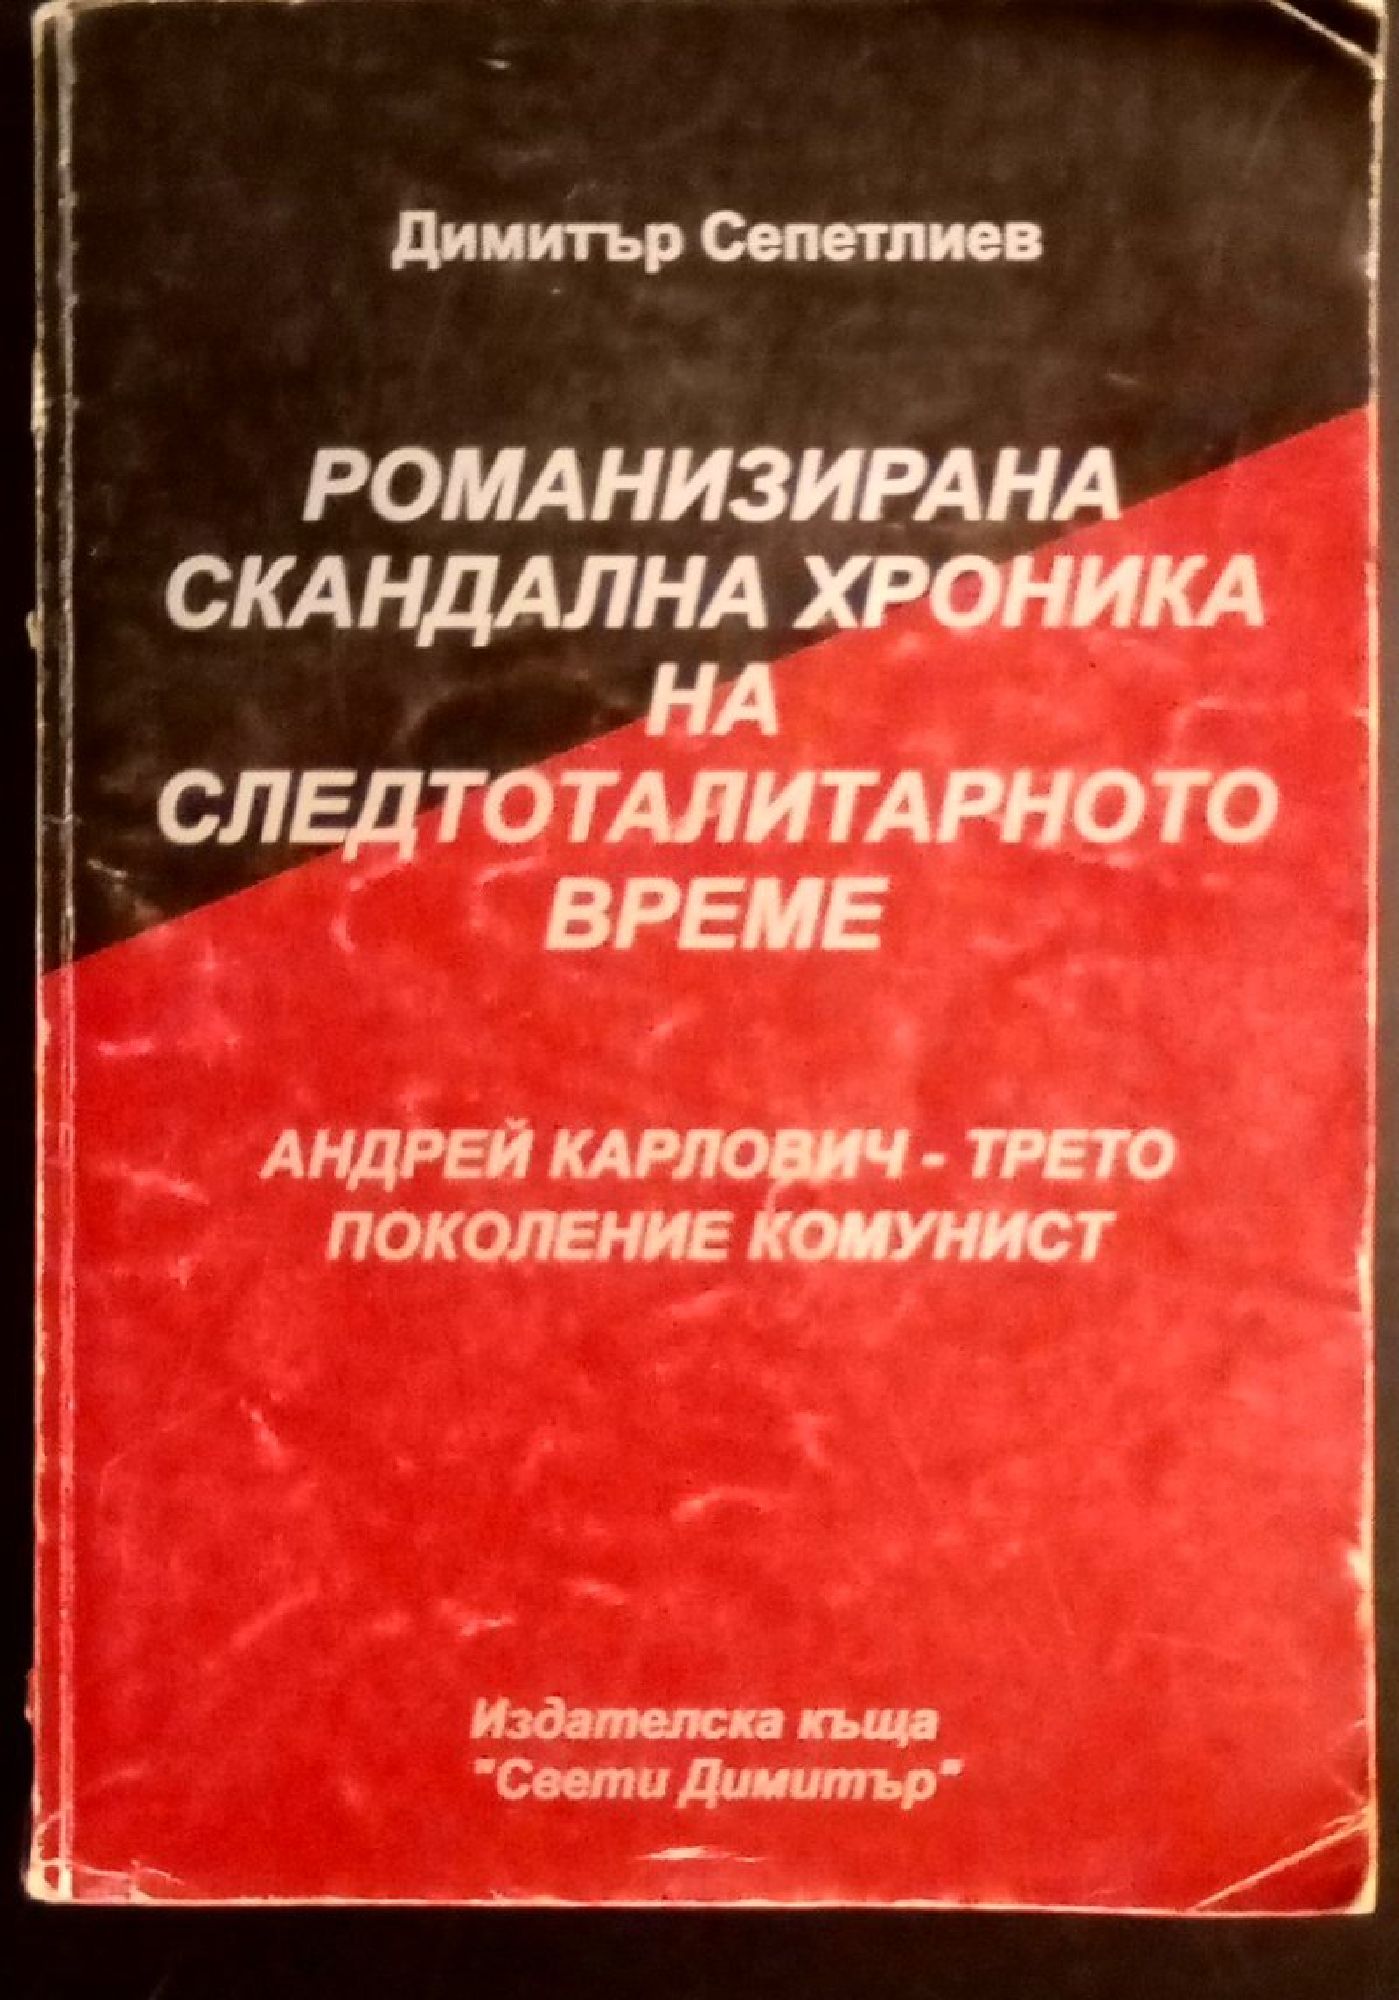 Димитър Сепетлиев
РОМАНИЗИРАНА
СКАНДАЛНА ХРОНИКА
НА
СЛЕДТОТАЛИТАРНОТО
ВРЕМЕ
АНДРЕЙ КАРЛОВИЧ - ТРЕТО
ПОКОЛЕНИЕ КОМУНИСТ
Издателска къща
"Свети Димитър"